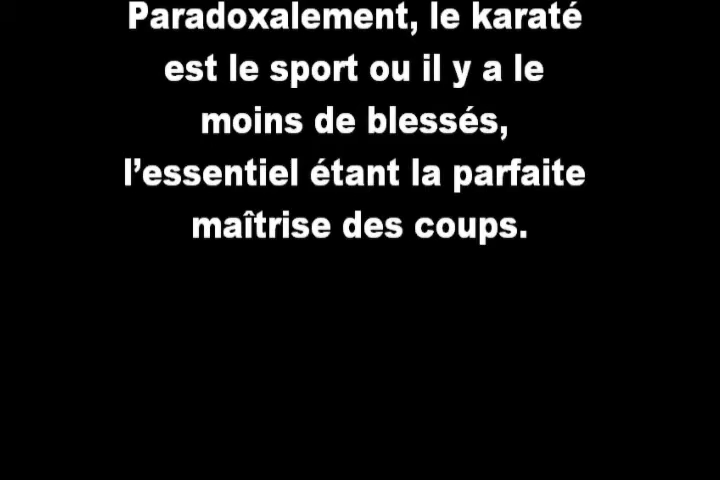 Paradoxalement, le karaté
est le sport ou il y a le
moins de blessés,
l’essentiel étant la parfaite
maîtrise des coups.